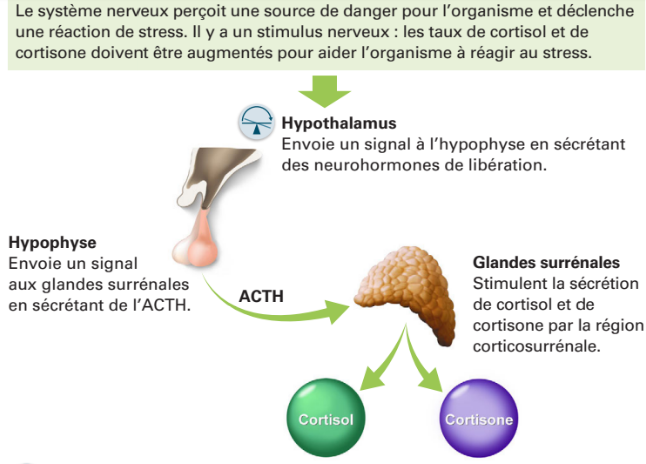 Le système nerveux perçoit une source de danger pour l’organisme et déclenche
une réaction de stress. Il y a un stimulus nerveux : les taux de cortisol et de
cortisone doivent être augmentés pour aider l’organisme à réagir au stress.
Hypothalamus
Envoie un signal à l’hypophyse en sécrétant
des neurohormones de libération.
Hypophyse
Envoie un signal
aux glandes surrénales
en sécrétant de l’ACTH.
ACTH
Glandes surrénales
Stimulent la sécrétion
de cortisol et de
cortisone par la région
corticosurrénale.
Cortisol
Cortisone